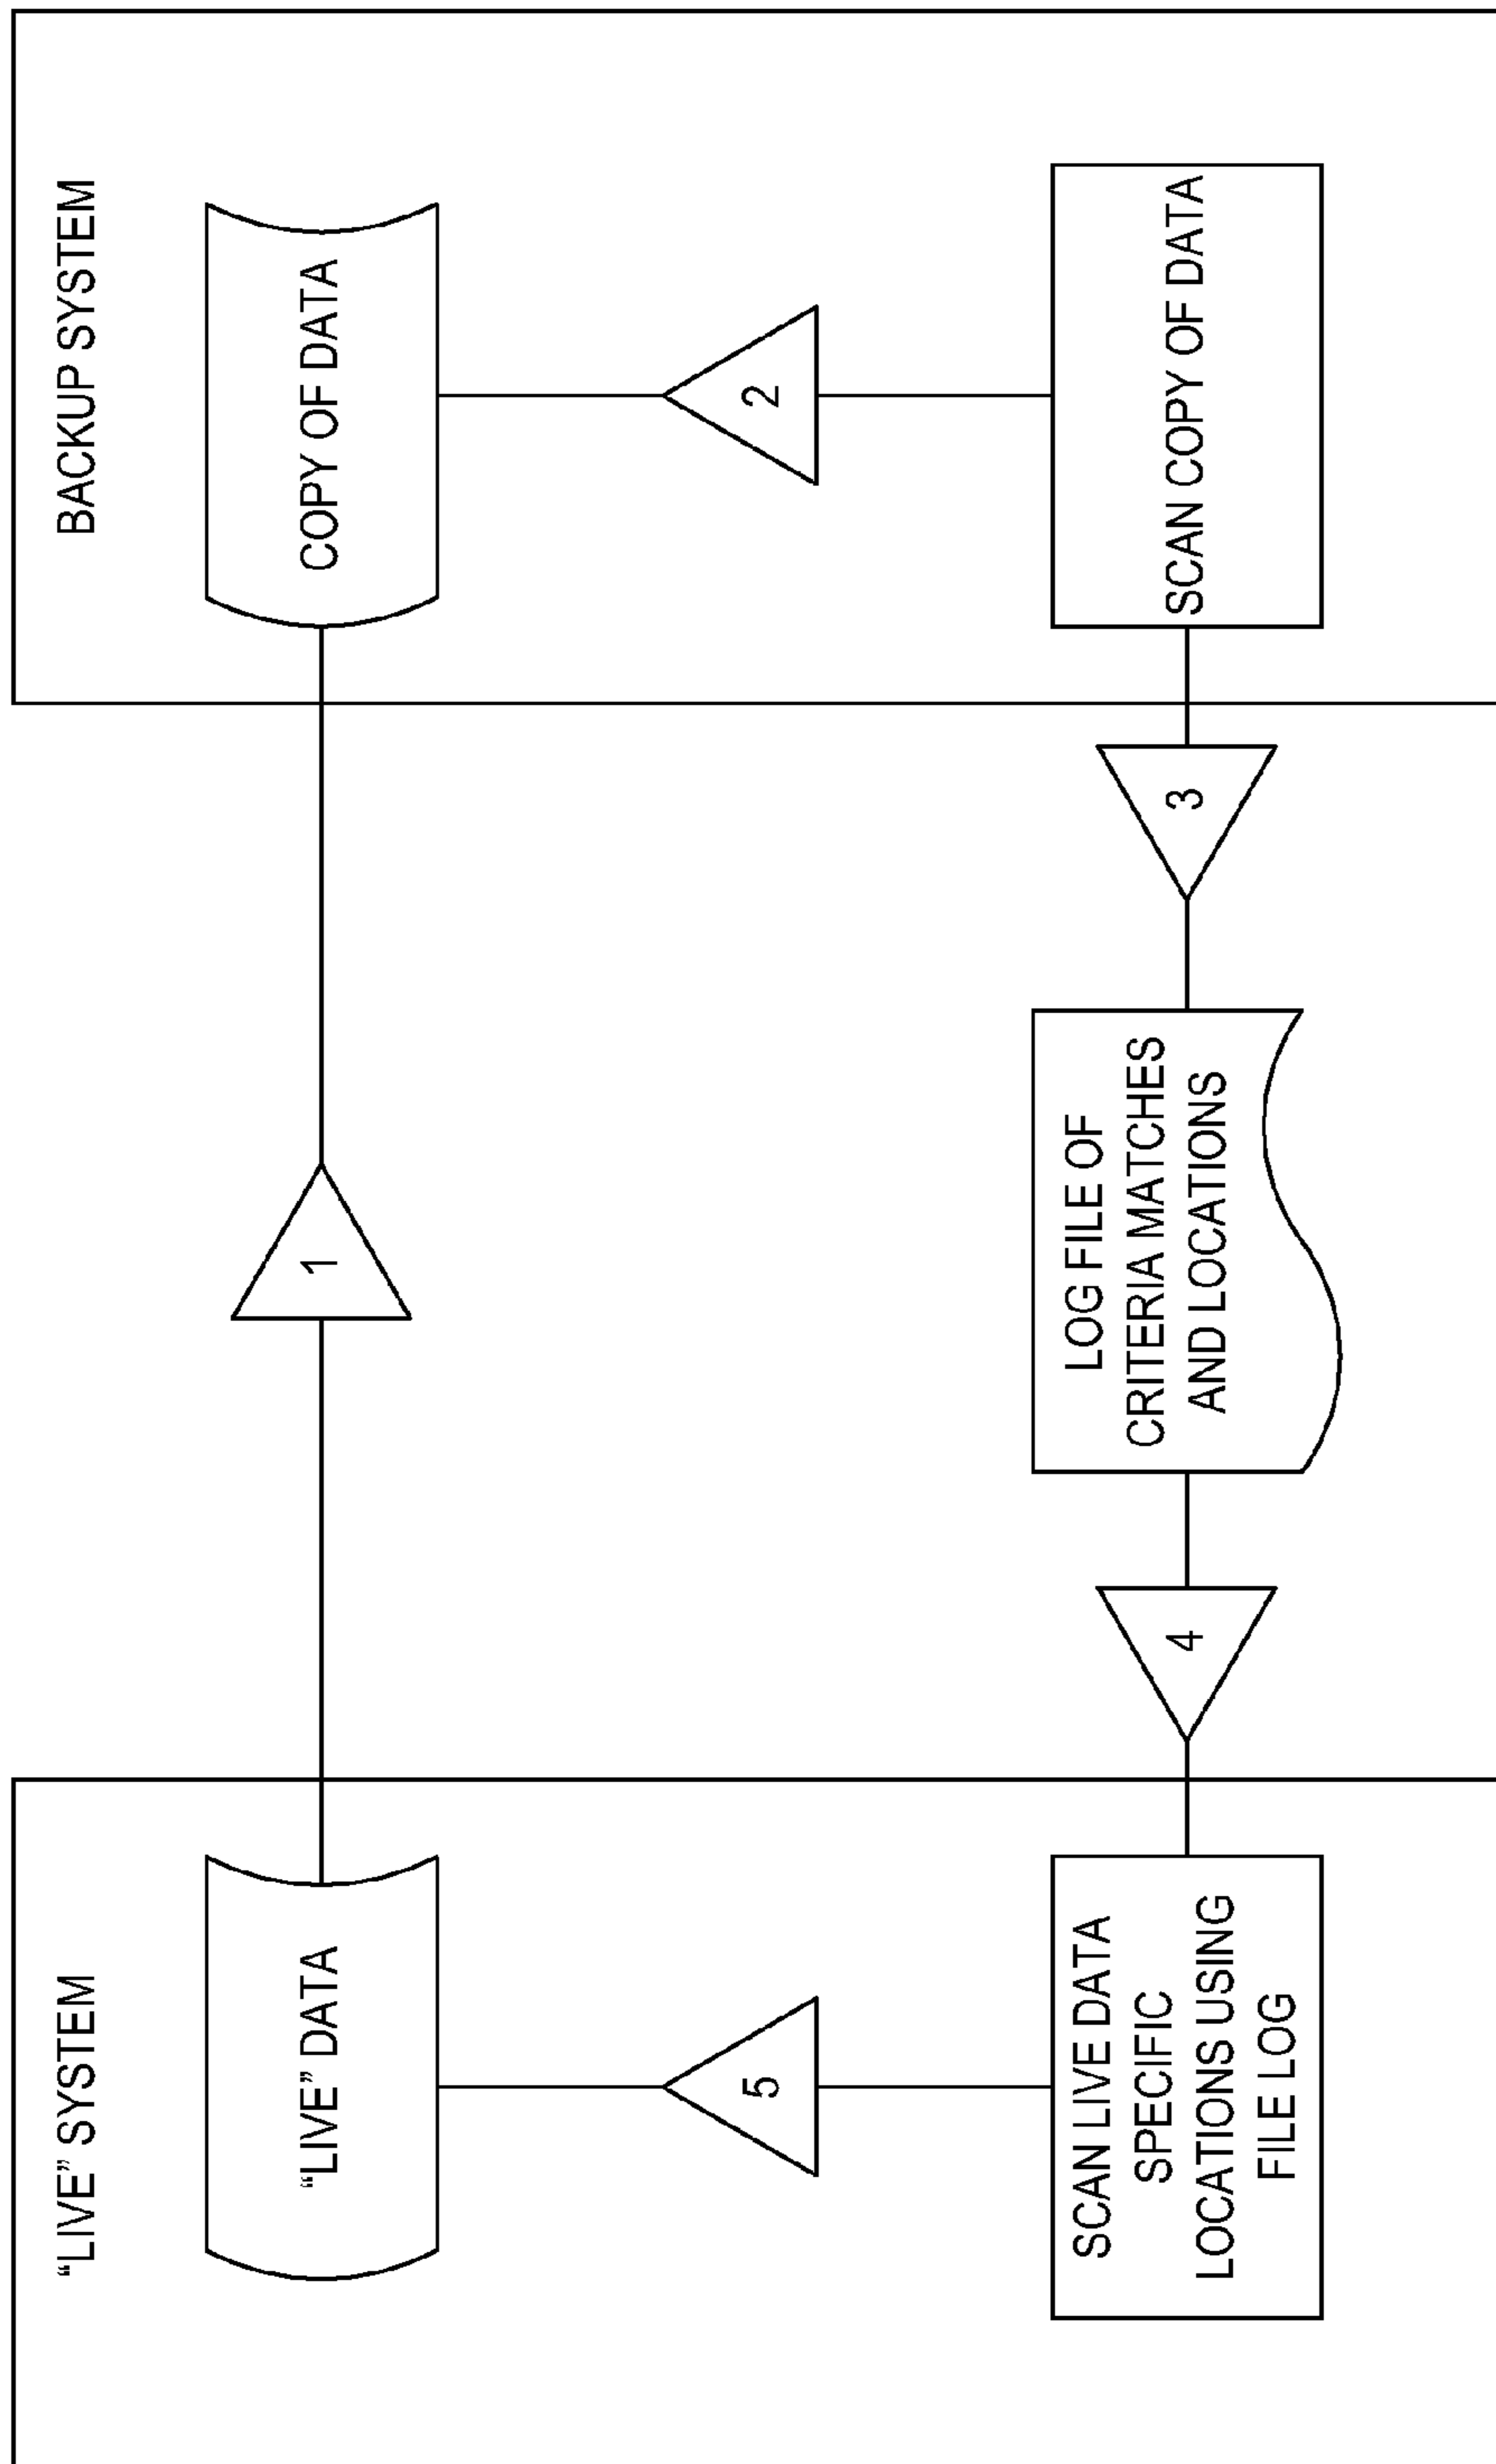 “LIVE” SYSTEM
“LIVE” DATA
5
SCAN LIVE DATA
SPECIFIC
LOCATIONS USING
FILE LOG
1
4
LOG FILE OF
CRITERIA MATCHES
AND LOCATIONS
3
BACKUP SYSTEM
COPY OF DATA
2
SCAN COPY OF DATA